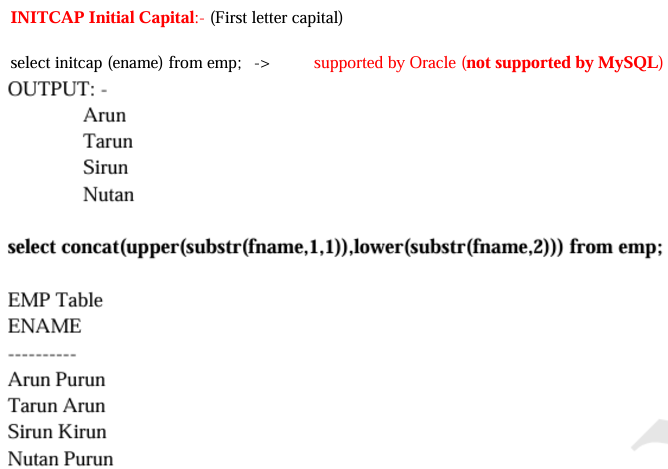 INITCAP Initial Capital:- (First letter capital)
select initcap (ename) from emp; -> supported by Oracle (not supported by MySQL)
OUTPUT: -
Arun
Tarun
Sirun
Nutan
select concat(upper(substr(fname,1,1)),lower(substr(fname,2))) from emp;
EMP Table
ENAME
----------
Arun Purun
Tarun Arun
Sirun Kirun
Nutan Purun